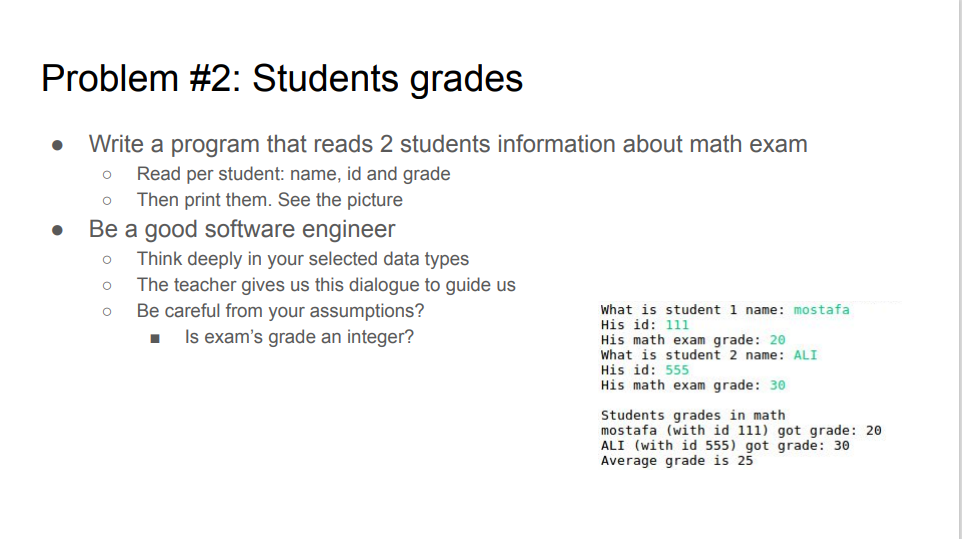 Problem #2: Students grades
● Write a program that reads 2 students information about math exam
○ Read per student: name, id and grade
○ Then print them. See the picture
● Be a good software engineer
○ Think deeply in your selected data types
○ The teacher gives us this dialogue to guide us
○ Be careful from your assumptions?
■ Is exam’s grade an integer?
What is student 1 name: mostafa
His id: 111
His math exam grade: 20
What is student 2 name: ALI
His id: 555
His math exam grade: 30
Students grades in math
mostafa (with id 111) got grade: 20
ALI (with id 555) got grade: 30
Average grade is 25